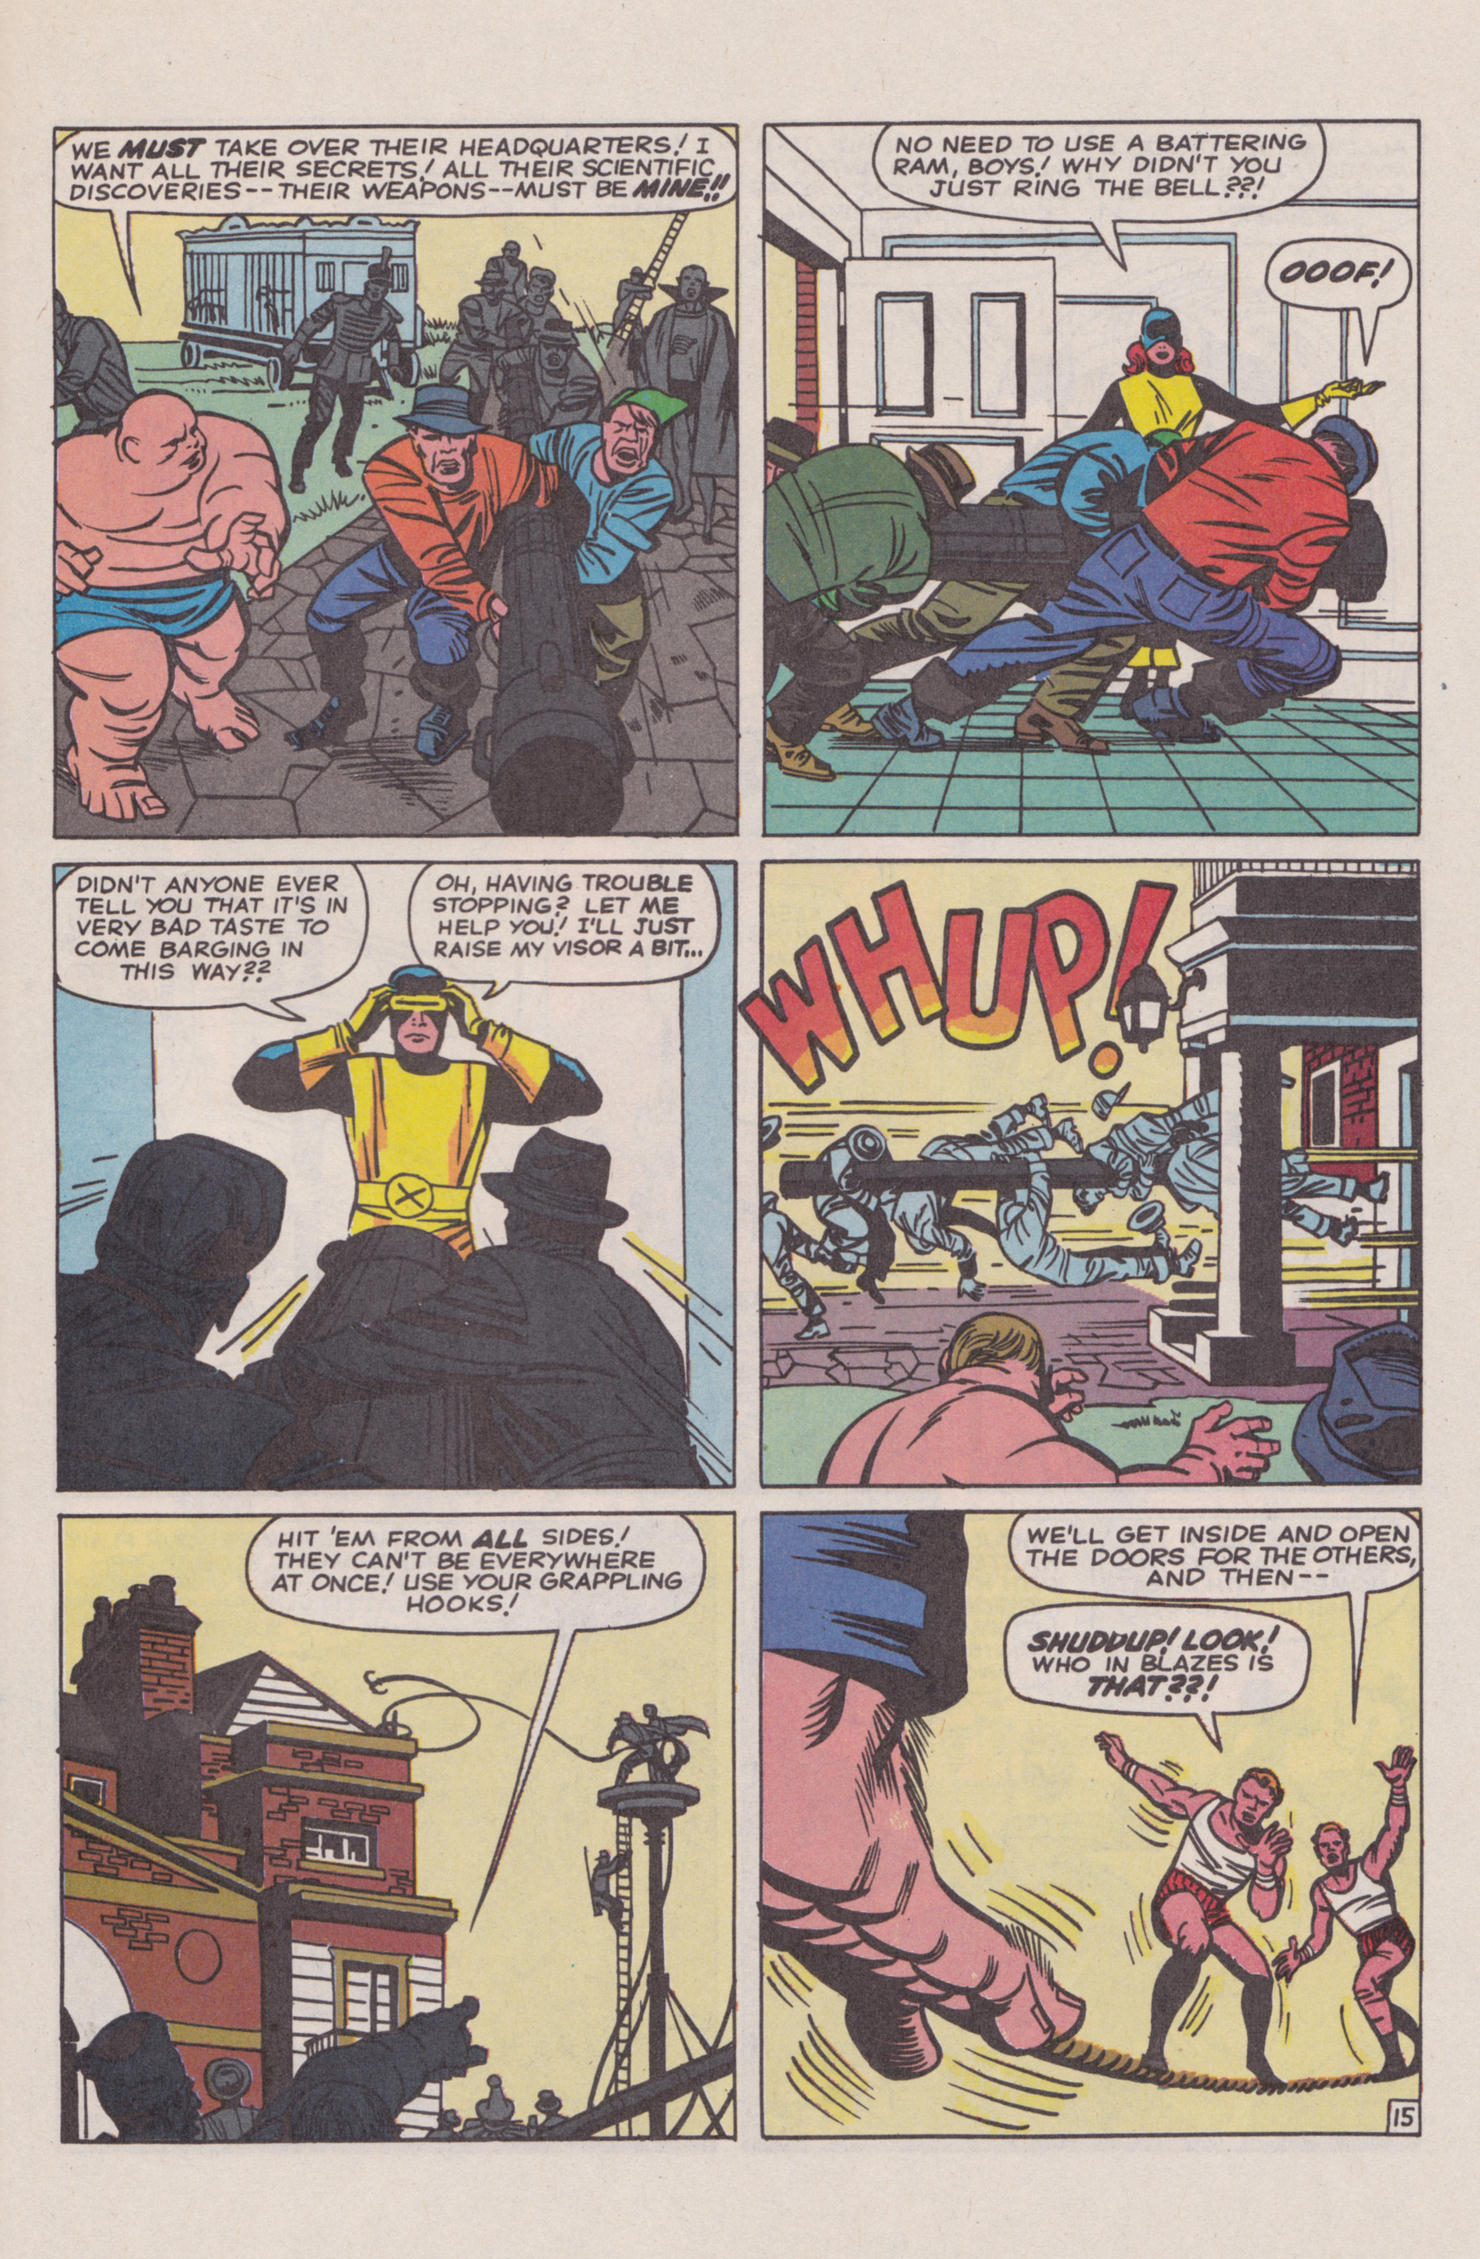 WE MUST TAKE OVER THEIR HEADQUARTERS! I
WANT ALL THEIR SECRETS! ALL THEIR SCIENTIFIC
DISCOVERIES--THEIR WEAPONS--MUST BE MINE!!
NO NEED TO USE A BATTERING
RAM, BOYS! WHY DIDN'T YOU
JUST RING THE BELL??!
OOOF!
DIDN'T ANYONE EVER
TELL YOU THAT IT'S IN
VERY BAD TASTE TO
COME BARGING IN
THIS WAY??
OH, HAVING TROUBLE
STOPPING? LET ME
HELP YOU! I'LL JUST
RAISE MY VISOR A BIT...
WHUP!
HIT 'EM FROM ALL SIDES!
THEY CAN'T BE EVERYWHERE
AT ONCE! USE YOUR GRAPPLING
HOOKS!
WE'LL GET INSIDE AND OPEN
THE DOORS FOR THE OTHERS,
AND THEN--
SHUDDUP! LOOK!
WHO IN BLAZES IS
THAT??!
15